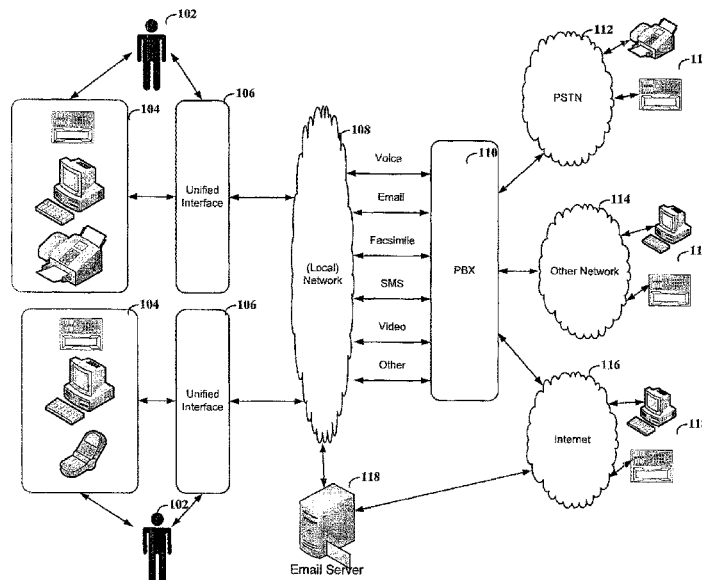 102
112
104
106
108
110
PSTN
Voice
Unified
Interface
Email
114
Facsimile
(Local)
Network
PBX
Other Network
SMS
104
106
Video
116
Other
Unified
Interface
Internet
118
102
Email Server